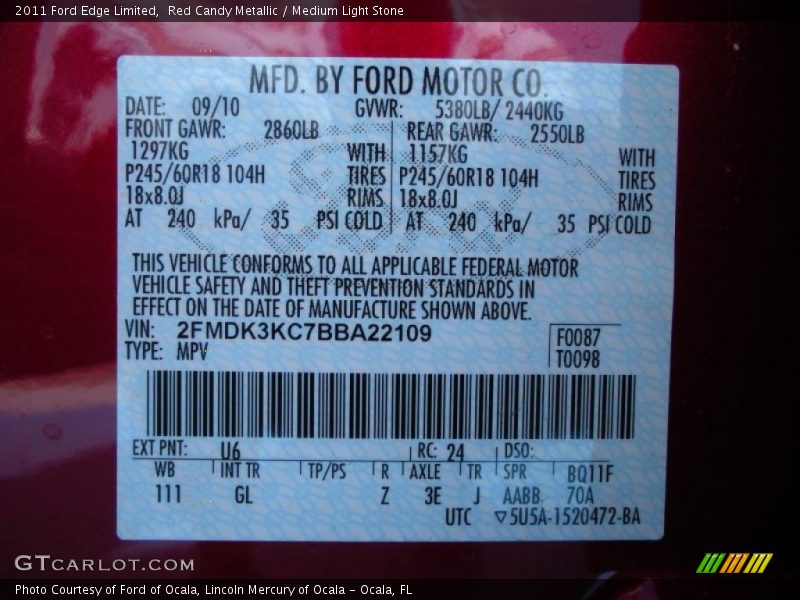 2011 Ford Edge Limited,  Red Candy Metallic / Medium Light Stone
MFD. BY FORD MOTOR CO.
DATE: 09/10 GVWR: 5380LB/ 2440KG
FRONT GAWR: 2860LB REAR GAWR: 2550LB
1297KG WITH 1157KG WITH
P245/60R18 104H TIRES P245/60R18 104H TIRES
18x8.0J RIMS 18x8.0J RIMS
AT 240 kPa/ 35 PSI COLD AT 240 kPa/ 35 PSI COLD
THIS VEHICLE CONFORMS TO ALL APPLICABLE FEDERAL MOTOR
VEHICLE SAFETY AND THEFT PREVENTION STANDARDS IN
EFFECT ON THE DATE OF MANUFACTURE SHOWN ABOVE.
VIN: 2FMDK3KC7BBA22109 F0087
TYPE: MPV T0098
EXT PNT: U6 RC: 24 DSO:
WB INT TR TP/PS R AXLE TR SPR BQ11F
111 GL Z 3E J AABB 70A
UTC ▽5U5A-1520472-BA
GTCARLOT.COM
Photo Courtesy of Ford of Ocala, Lincoln Mercury of Ocala - Ocala, FL